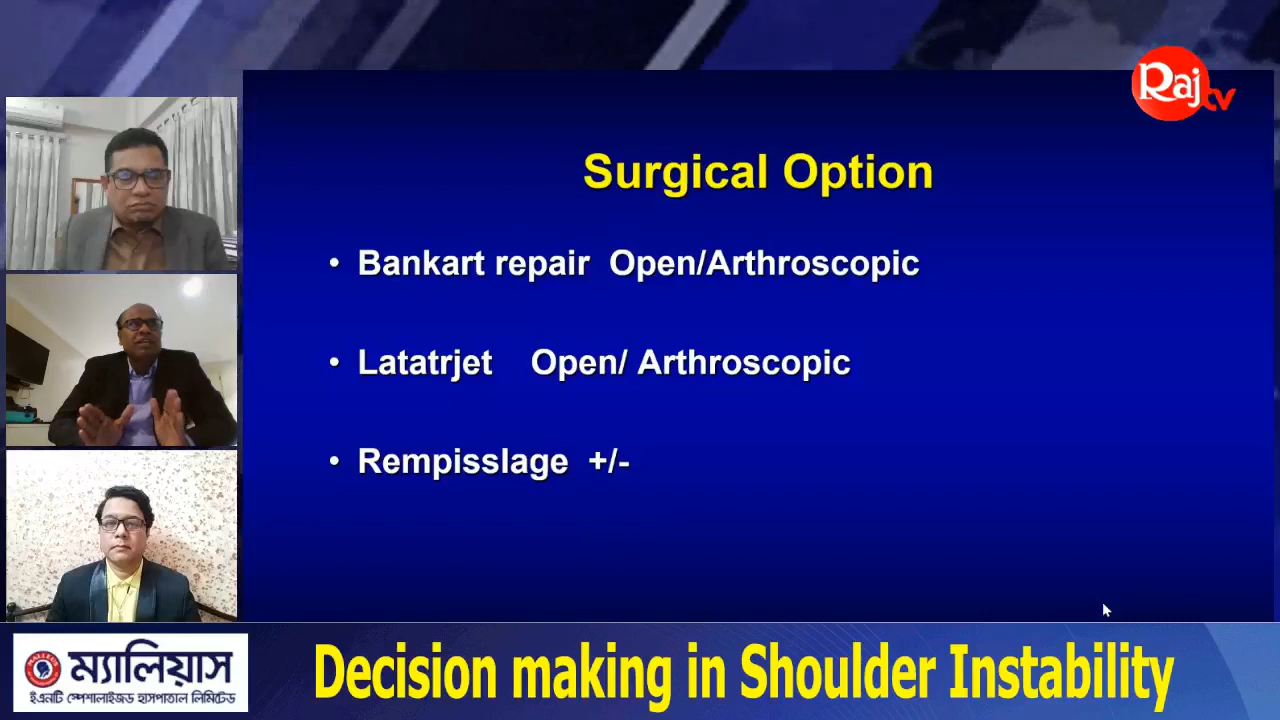 Raj tv
Surgical Option
• Bankart repair Open/Arthroscopic
• Latatrjet Open/ Arthroscopic
• Rempisslage +/-
ম্যালিয়াস
ইএনটি স্পেশালাইজড হাসপাতাল লিমিটেড
Decision making in Shoulder Instability